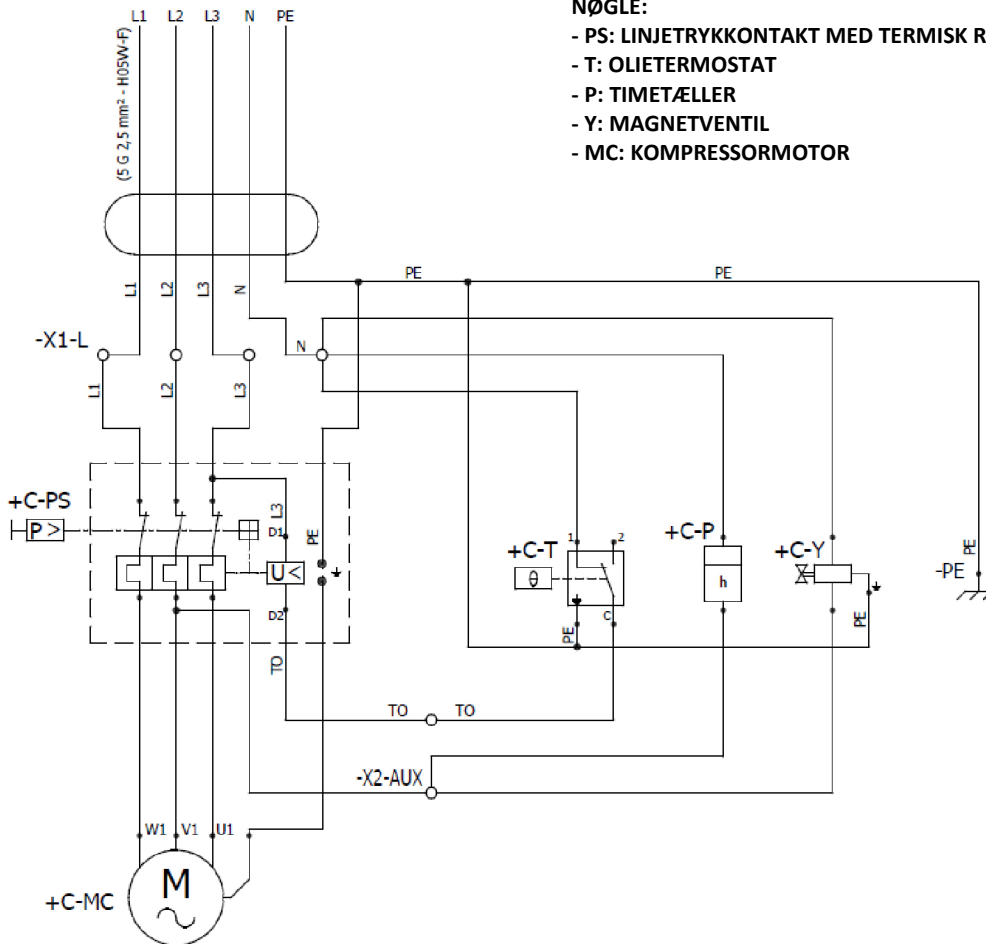 L1 L2 L3 N PE
NØGLE:
- PS: LINJETRYKKONTAKT MED TERMISK R
- T: OLIETERMOSTAT
- P: TIMETÆLLER
- Y: MAGNETVENTIL
- MC: KOMPRESSORMOTOR
(5 G 2,5 mm² - H05VV-F)
PE PE
L1 L2 L3 N
-X1-L
N
L1 L2 L3
+C-PS
P >
L3
D1
PE
U<
D2
TO
+C-T
1 2
θ
C
PE
+C-P
h
+C-Y
PE
PE
-PE
TO TO
-X2-AUX
W1 V1 U1
M
+C-MC